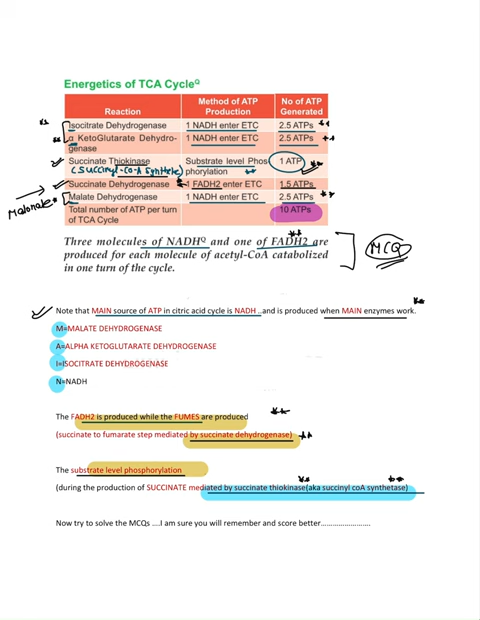 Energetics of TCA Cycle^Q
Reaction Method of ATP Production No of ATP Generated
Isocitrate Dehydrogenase 1 NADH enter ETC 2.5 ATPs
α KetoGlutarate Dehydro-
genase 1 NADH enter ETC 2.5 ATPs
Succinate Thiokinase Substrate level Phos-
phorylation 1 ATP
(Succinyl-CoA Synthetase)
Malonate
Succinate Dehydrogenase 1 FADH2 enter ETC 1.5 ATPs
Malate Dehydrogenase 1 NADH enter ETC 2.5 ATPs
Total number of ATP per turn
of TCA Cycle 10 ATPs
Three molecules of NADH^Q and one of FADH2 are
produced for each molecule of acetyl-CoA catabolized
in one turn of the cycle.
MCQ
Note that MAIN source of ATP in citric acid cycle is NADH ..and is produced when MAIN enzymes work.
M=MALATE DEHYDROGENASE
A=ALPHA KETOGLUTARATE DEHYDROGENASE
I=ISOCITRATE DEHYDROGENASE
N=NADH
The FADH2 is produced while the FUMES are produced
(succinate to fumarate step mediated by succinate dehydrogenase)
The substrate level phosphorylation
(during the production of SUCCINATE mediated by succinate thiokinase(aka succinyl coA synthetase)
Now try to solve the MCQs ....I am sure you will remember and score better.........................